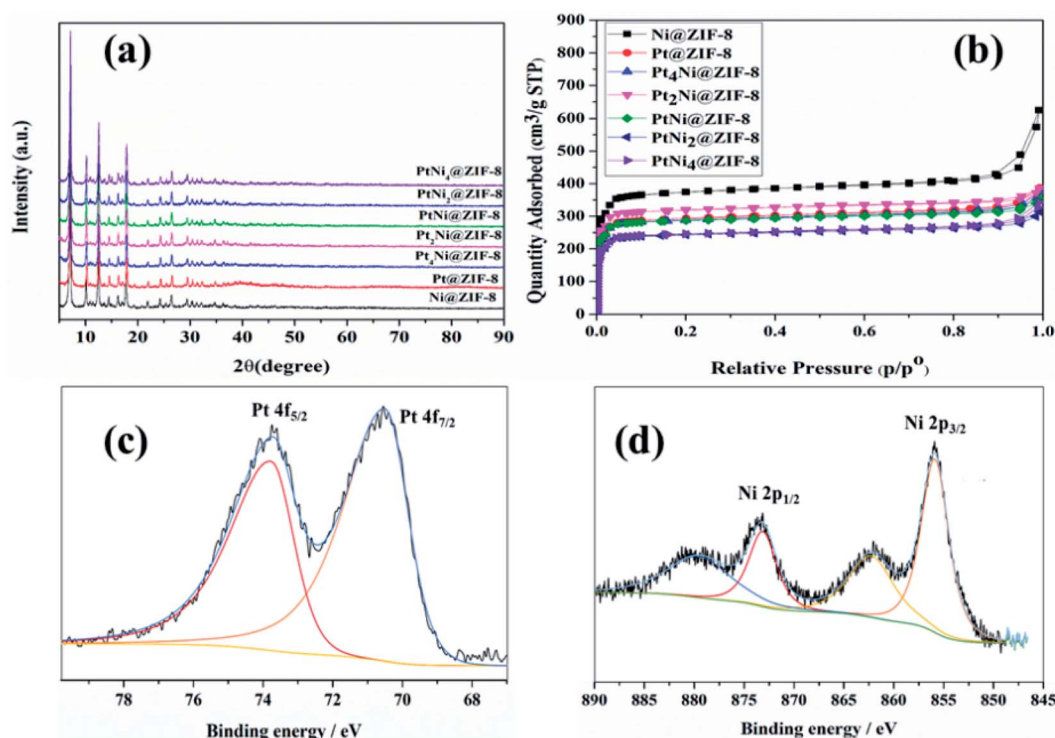 (a)
Intensity (a.u.)
PtNi₄@ZIF-8
PtNi₂@ZIF-8
PtNi@ZIF-8
Pt₂Ni@ZIF-8
Pt₄Ni@ZIF-8
Pt@ZIF-8
Ni@ZIF-8
10 20 30 40 50 60 70 80 90
2θ(degree)
(b)
Quantity Adsorbed (cm3/g STP)
900
800
700
600
500
400
300
200
100
0
Ni@ZIF-8
Pt@ZIF-8
Pt₄Ni@ZIF-8
Pt₂Ni@ZIF-8
PtNi@ZIF-8
PtNi₂@ZIF-8
PtNi₄@ZIF-8
0.0 0.2 0.4 0.6 0.8 1.0
Relative Pressure (p/pº)
(c)
Pt 4f₅/₂
Pt 4f₇/₂
78 76 74 72 70 68
Binding energy / eV
(d)
Ni 2p₁/₂
Ni 2p₃/₂
890 885 880 875 870 865 860 855 850 845
Binding energy / eV